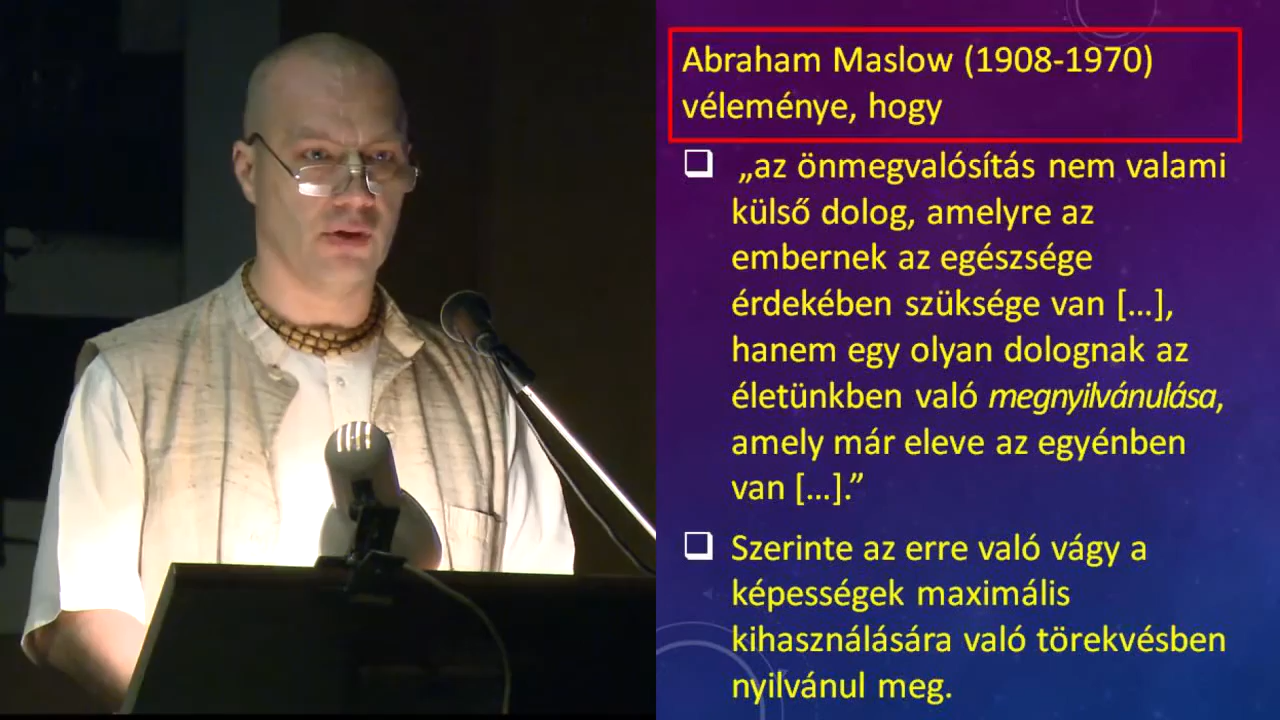 Abraham Maslow (1908-1970)
véleménye, hogy
„az önmegvalósítás nem valami
külső dolog, amelyre az
embernek az egészsége
érdekében szüksége van […],
hanem egy olyan dolognak az
életünkben való megnyilvánulása,
amely már eleve az egyénben
van […].”
Szerinte az erre való vágy a
képességek maximális
kihasználására való törekvésben
nyilvánul meg.